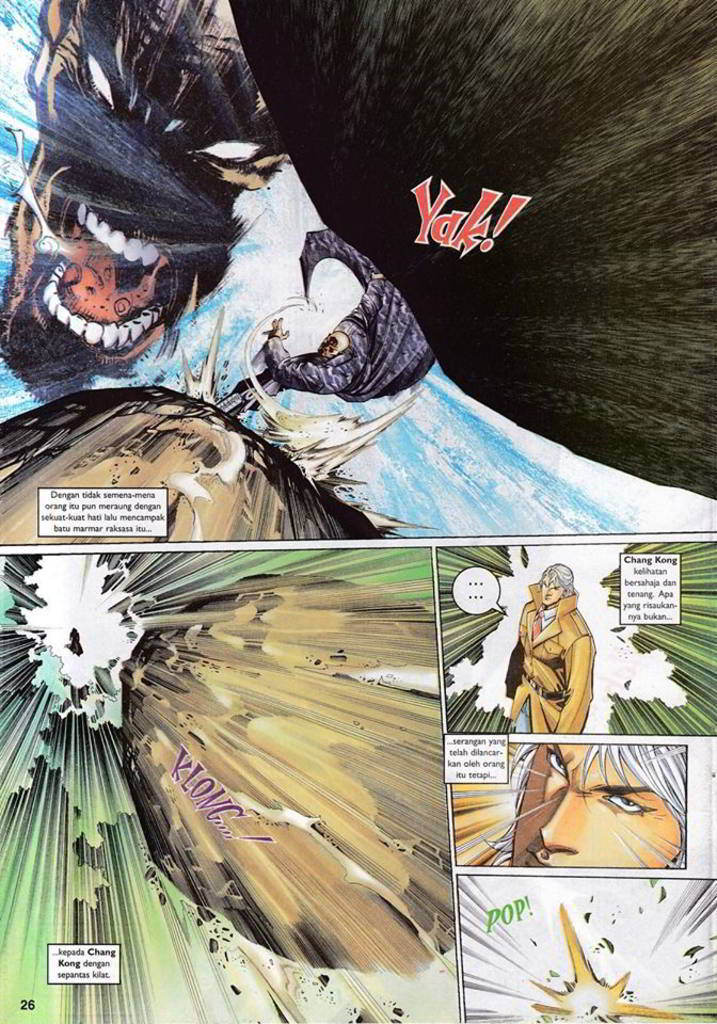 Yak!
Dengan tidak semena-mena
orang itu pun meraung dengan
sekuat-kuat hati lalu mencampak
batu marmar raksasa itu...
KLONG...!
...kepada Chang
Kong dengan
sepantas kilat.
...
...
Chang Kong
kelihatan
bersahaja dan
tenang. Apa
yang risaukan-
nya bukan...
...serangan yang
telah dilancar-
kan oleh orang
itu tetapi...
POP!
26